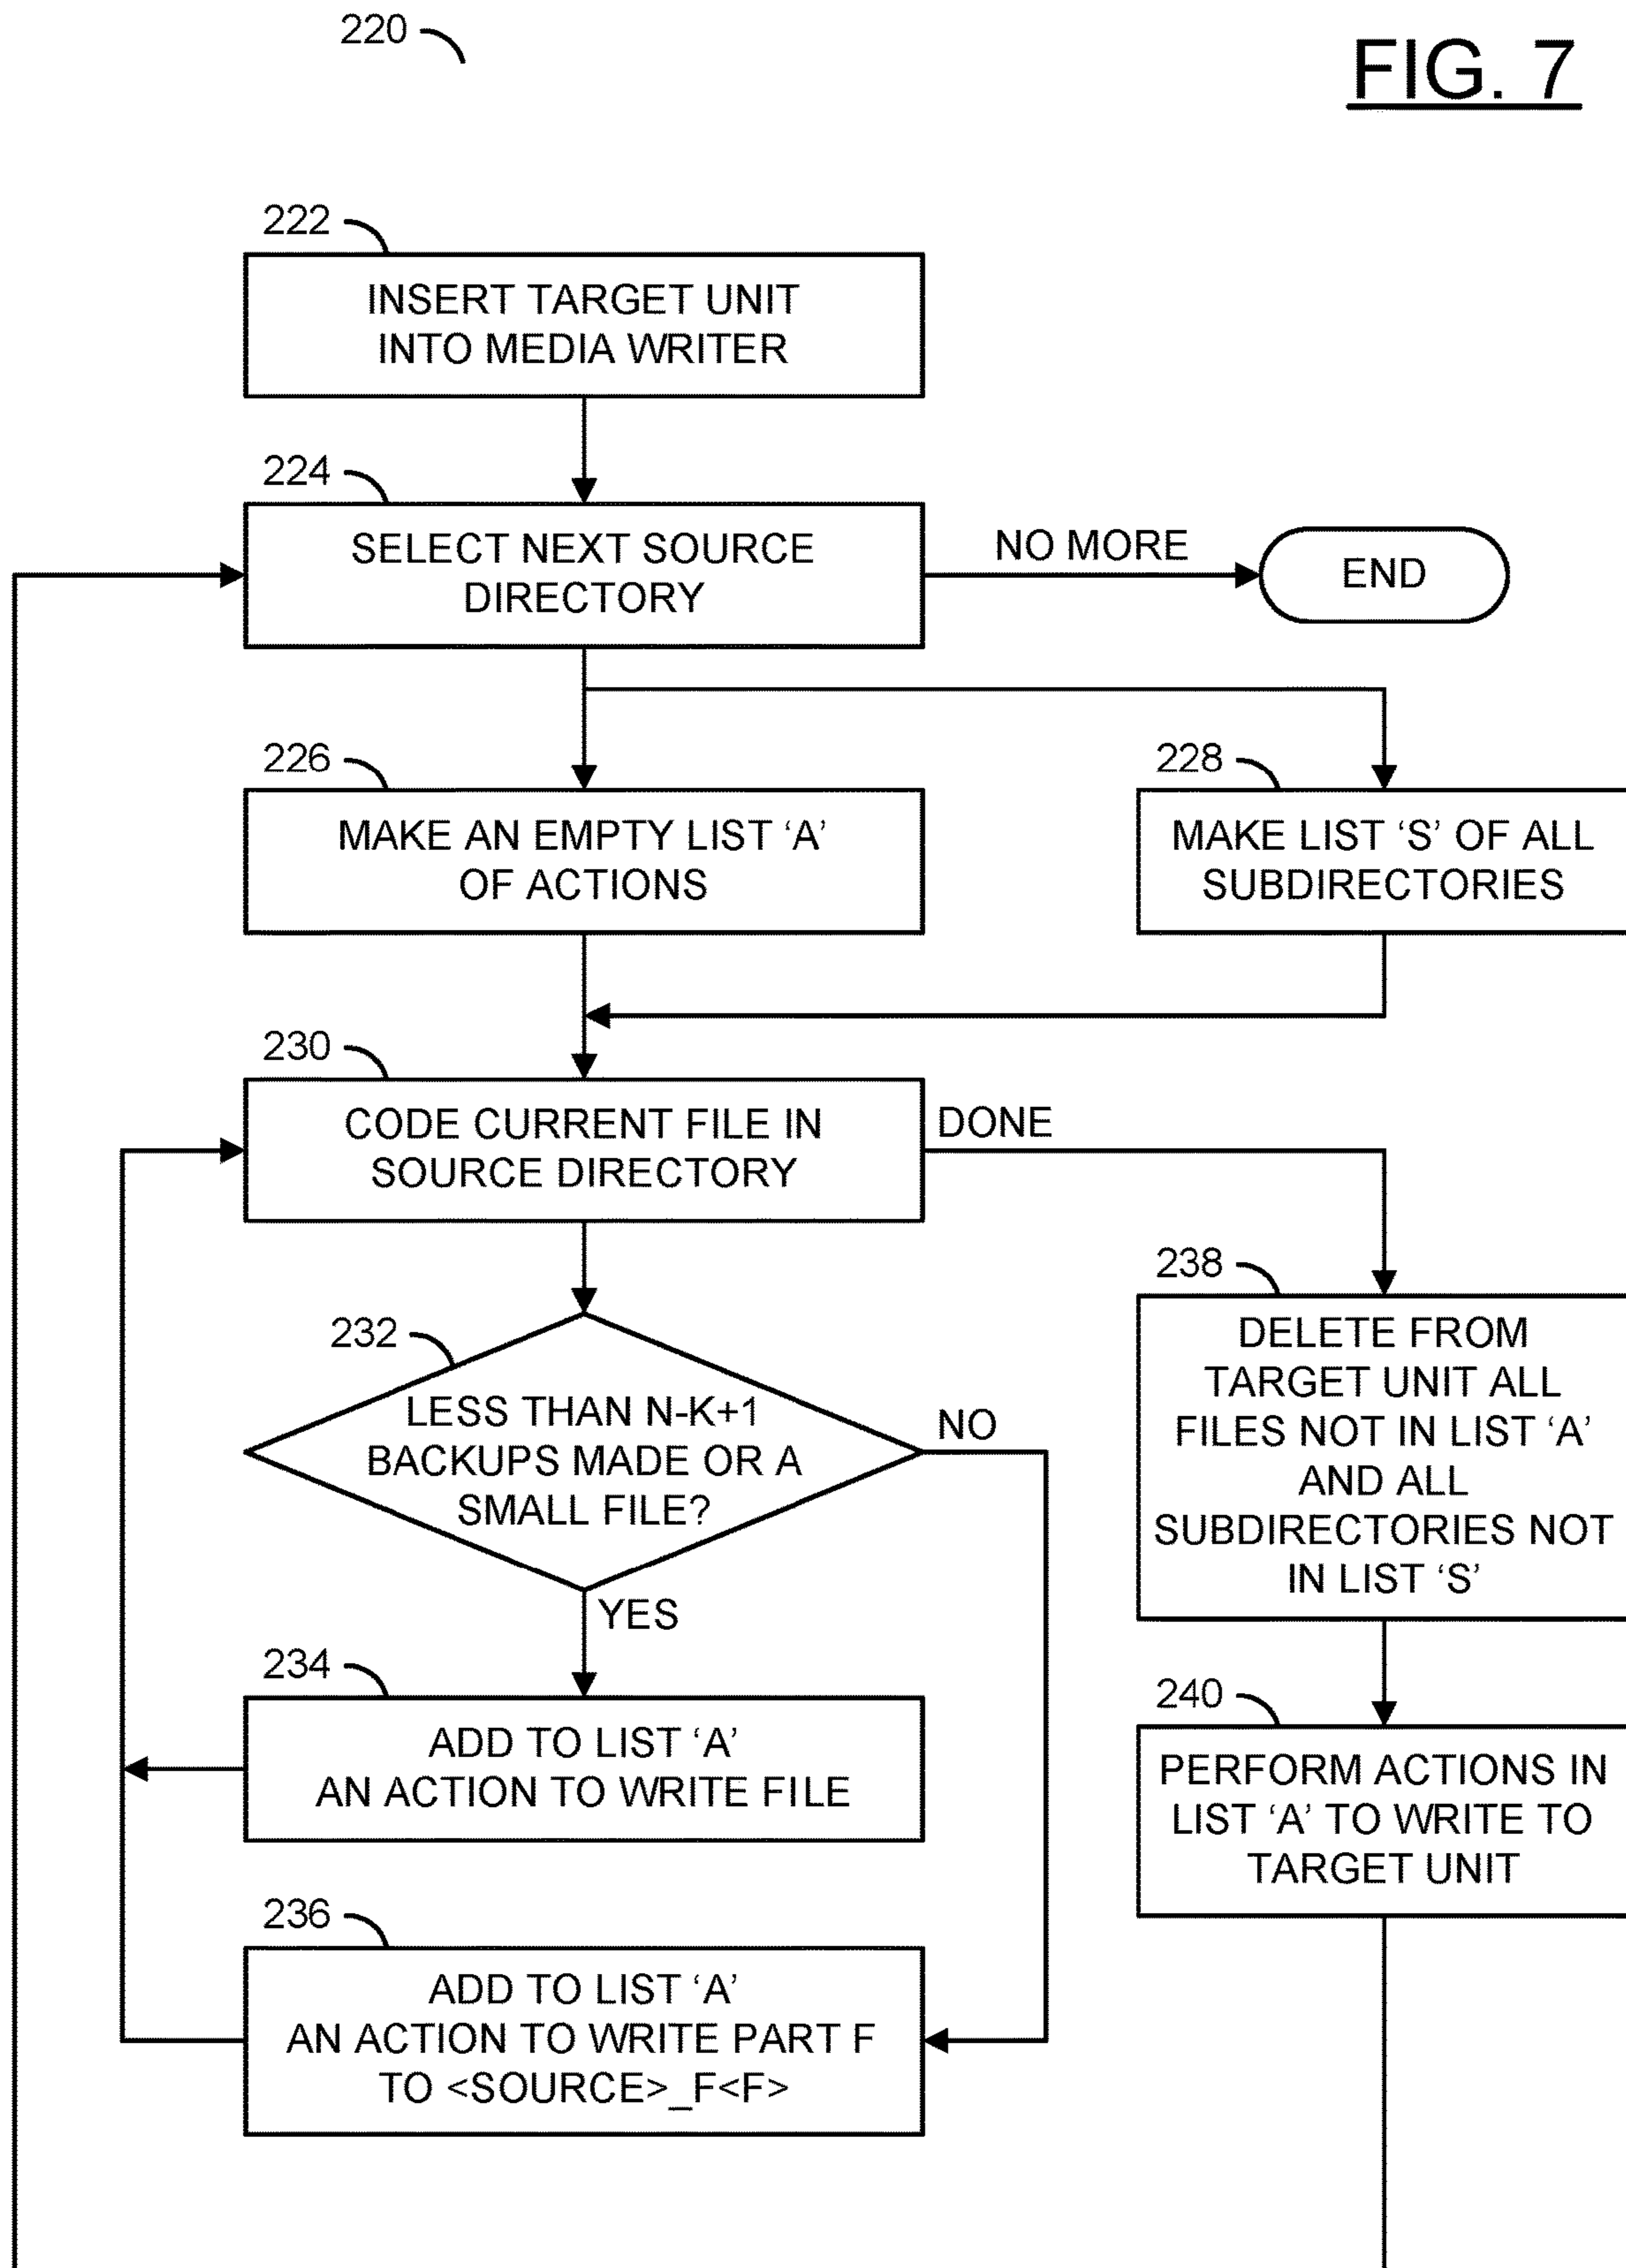 220
FIG. 7
222
INSERT TARGET UNIT
INTO MEDIA WRITER
224
SELECT NEXT SOURCE
DIRECTORY
NO MORE
END
226
MAKE AN EMPTY LIST ‘A’
OF ACTIONS
228
MAKE LIST ‘S’ OF ALL
SUBDIRECTORIES
230
CODE CURRENT FILE IN
SOURCE DIRECTORY
DONE
232
LESS THAN N-K+1
BACKUPS MADE OR A
SMALL FILE?
NO
YES
234
ADD TO LIST ‘A’
AN ACTION TO WRITE FILE
236
ADD TO LIST ‘A’
AN ACTION TO WRITE PART F
TO <SOURCE>_F<F>
238
DELETE FROM
TARGET UNIT ALL
FILES NOT IN LIST ‘A’
AND ALL
SUBDIRECTORIES NOT
IN LIST ‘S’
240
PERFORM ACTIONS IN
LIST ‘A’ TO WRITE TO
TARGET UNIT